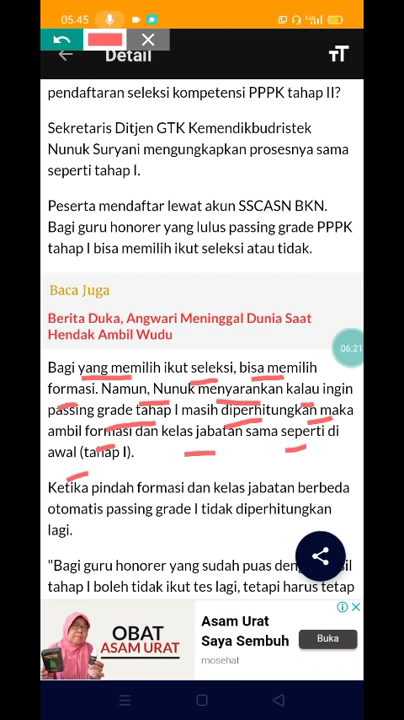 05.45
Detail
TT
pendaftaran seleksi kompetensi PPPK tahap II?
Sekretaris Ditjen GTK Kemendikbudristek
Nunuk Suryani mengungkapkan prosesnya sama
seperti tahap I.
Peserta mendaftar lewat akun SSCASN BKN.
Bagi guru honorer yang lulus passing grade PPPK
tahap I bisa memilih ikut seleksi atau tidak.
Baca Juga
Berita Duka, Angwari Meninggal Dunia Saat
Hendak Ambil Wudu
06:21
Bagi yang memilih ikut seleksi, bisa memilih
formasi. Namun, Nunuk menyarankan kalau ingin
passing grade tahap I masih diperhitungkan maka
ambil formasi dan kelas jabatan sama seperti di
awal (tahap I).
Ketika pindah formasi dan kelas jabatan berbeda
otomatis passing grade I tidak diperhitungkan
lagi.
"Bagi guru honorer yang sudah puas
tahap I boleh tidak ikut tes lagi, tetapi harus tetap
OBAT
ASAM URAT
Asam Urat
Saya Sembuh
mosehat
Buka